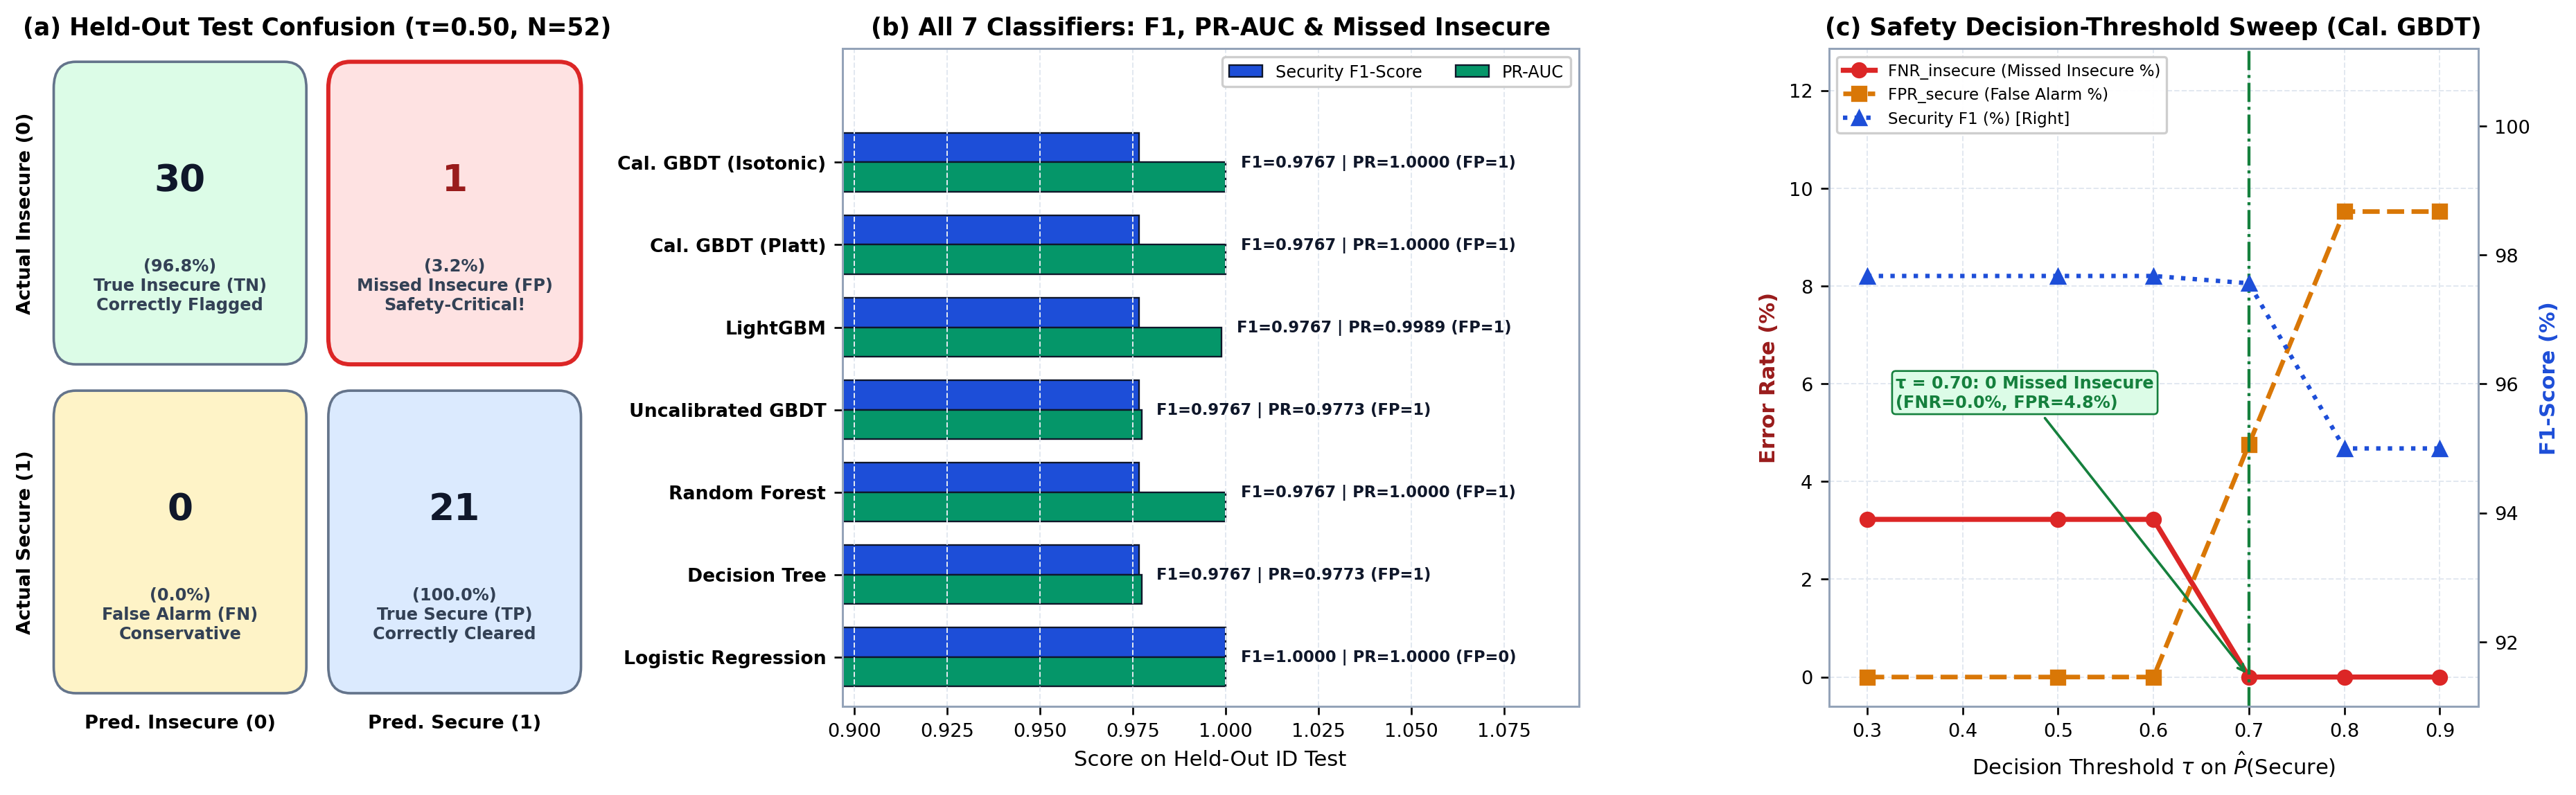 (a) Held-Out Test Confusion (τ=0.50, N=52)
Actual Insecure (0)
30
(96.8%)
True Insecure (TN)
Correctly Flagged
1
(3.2%)
Missed Insecure (FP)
Safety-Critical!
Actual Secure (1)
0
(0.0%)
False Alarm (FN)
Conservative
21
(100.0%)
True Secure (TP)
Correctly Cleared
Pred. Insecure (0)
Pred. Secure (1)
(b) All 7 Classifiers: F1, PR-AUC & Missed Insecure
Security F1-Score
PR-AUC
Cal. GBDT (Isotonic)
F1=0.9767 | PR=1.0000 (FP=1)
Cal. GBDT (Platt)
F1=0.9767 | PR=1.0000 (FP=1)
LightGBM
F1=0.9767 | PR=0.9989 (FP=1)
Uncalibrated GBDT
F1=0.9767 | PR=0.9773 (FP=1)
Random Forest
F1=0.9767 | PR=1.0000 (FP=1)
Decision Tree
F1=0.9767 | PR=0.9773 (FP=1)
Logistic Regression
F1=1.0000 | PR=1.0000 (FP=0)
0.900 0.925 0.950 0.975 1.000 1.025 1.050 1.075
Score on Held-Out ID Test
(c) Safety Decision-Threshold Sweep (Cal. GBDT)
FNR_insecure (Missed Insecure %)
FPR_secure (False Alarm %)
Security F1 (%) [Right]
Error Rate (%)
12
10
8
6
4
2
0
τ = 0.70: 0 Missed Insecure
(FNR=0.0%, FPR=4.8%)
100
98
96
94
92
F1-Score (%)
0.3 0.4 0.5 0.6 0.7 0.8 0.9
Decision Threshold τ on P̂(Secure)